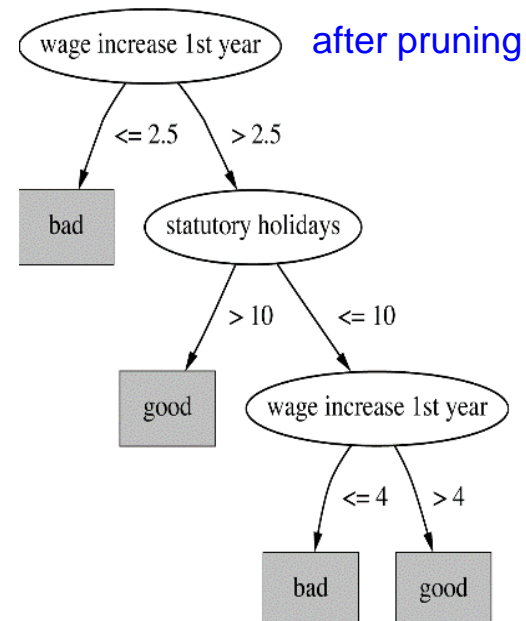 wage increase 1st year
after pruning
<= 2.5
> 2.5
bad
statutory holidays
> 10
<= 10
good
wage increase 1st year
<= 4
> 4
bad
good